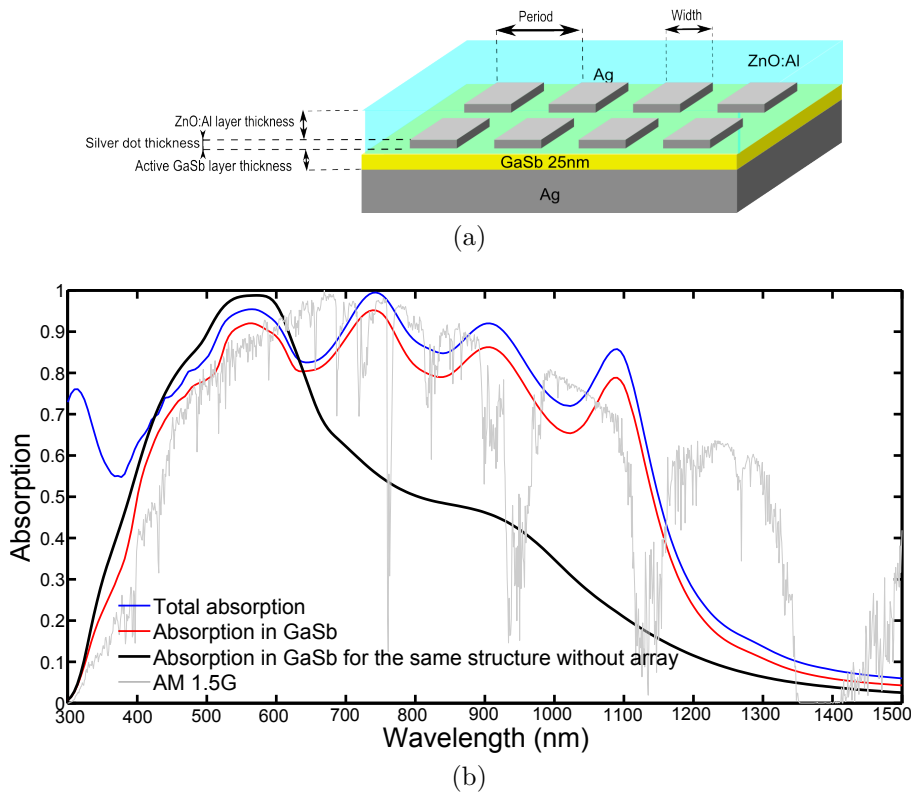 Period
Width
Ag
ZnO:Al
ZnO:Al layer thickness
Silver dot thickness
Active GaSb layer thickness
GaSb 25nm
Ag
(a)
1
0.9
0.8
0.7
0.6
0.5
0.4
0.3
0.2
0.1
0
Absorption
Total absorption
Absorption in GaSb
Absorption in GaSb for the same structure without array
AM 1.5G
300 400 500 600 700 800 900 1000 1100 1200 1300 1400 1500
Wavelength (nm)
(b)